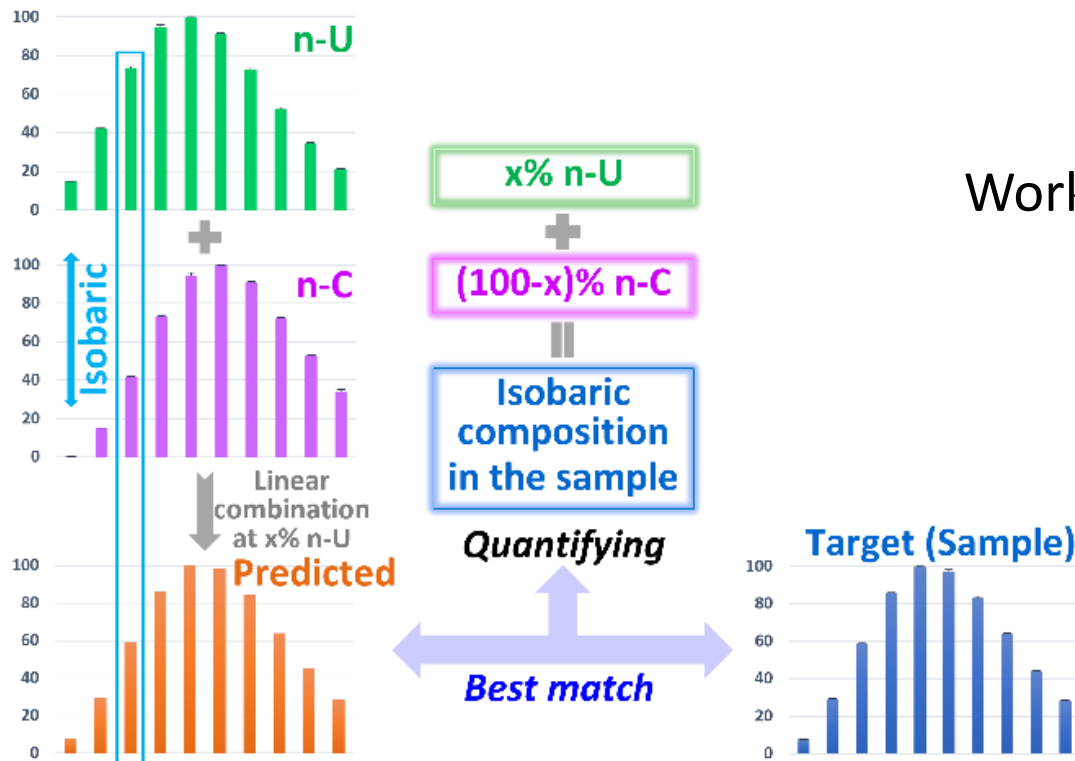 100
80
60
40
20
0
n-U
100
80
60
40
20
0
n-C
Isobaric
Linear
combination
at x% n-U
100
80
60
40
20
0
Predicted
x% n-U
(100-x)% n-C
Isobaric
composition
in the sample
Quantifying
Best match
Target (Sample)
100
80
60
40
20
0
Work